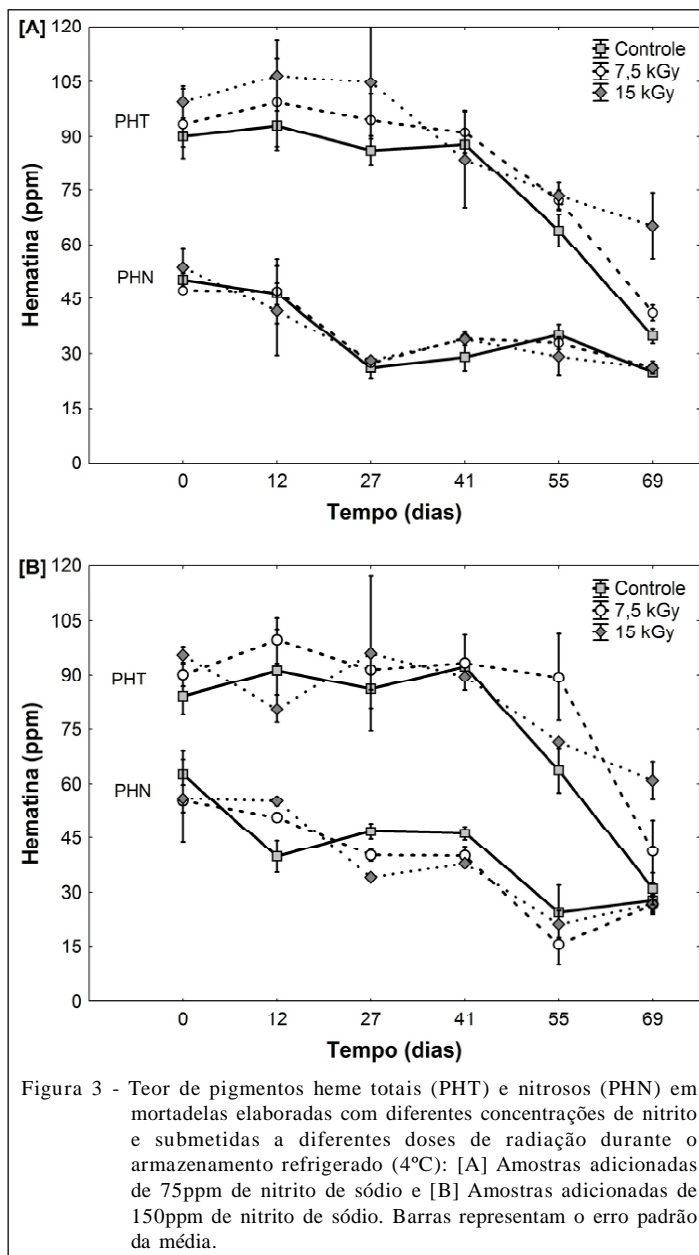 [A]
120
105
90
75
60
45
30
15
0
Hematina (ppm)
PHT
PHN
Controle
7,5 kGy
15 kGy
0 12 27 41 55 69
Tempo (dias)
[B]
120
105
90
75
60
45
30
15
0
Hematina (ppm)
PHT
PHN
Controle
7,5 kGy
15 kGy
0 12 27 41 55 69
Tempo (dias)
Figura 3 - Teor de pigmentos heme totais (PHT) e nitrosos (PHN) em
mortadelas elaboradas com diferentes concentrações de nitrito
e submetidas a diferentes doses de radiação durante o
armazenamento refrigerado (4ºC): [A] Amostras adicionadas
de 75ppm de nitrito de sódio e [B] Amostras adicionadas de
150ppm de nitrito de sódio. Barras representam o erro padrão
da média.